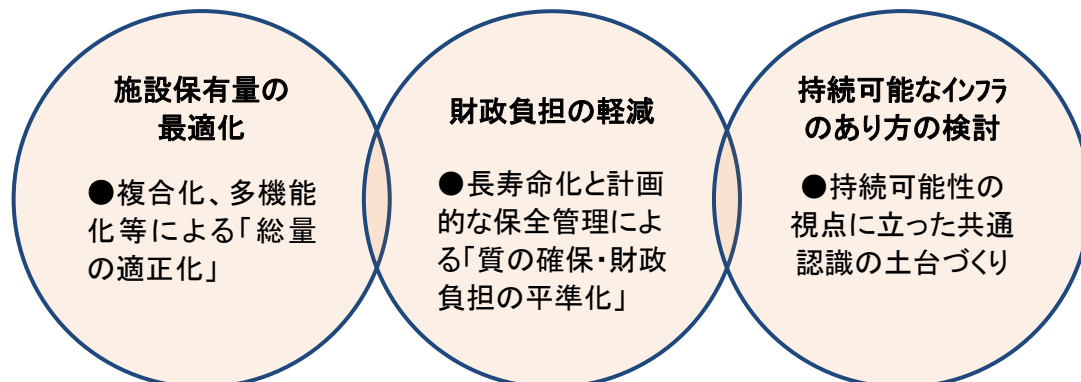 施設保有量の
最適化
●複合化、多機能
化等による「総量
の適正化」
財政負担の軽減
●長寿命化と計画
的な保全管理によ
る「質の確保・財政
負担の平準化」
持続可能なインフラ
のあり方の検討
●持続可能性の
視点に立った共通
認識の土台づくり